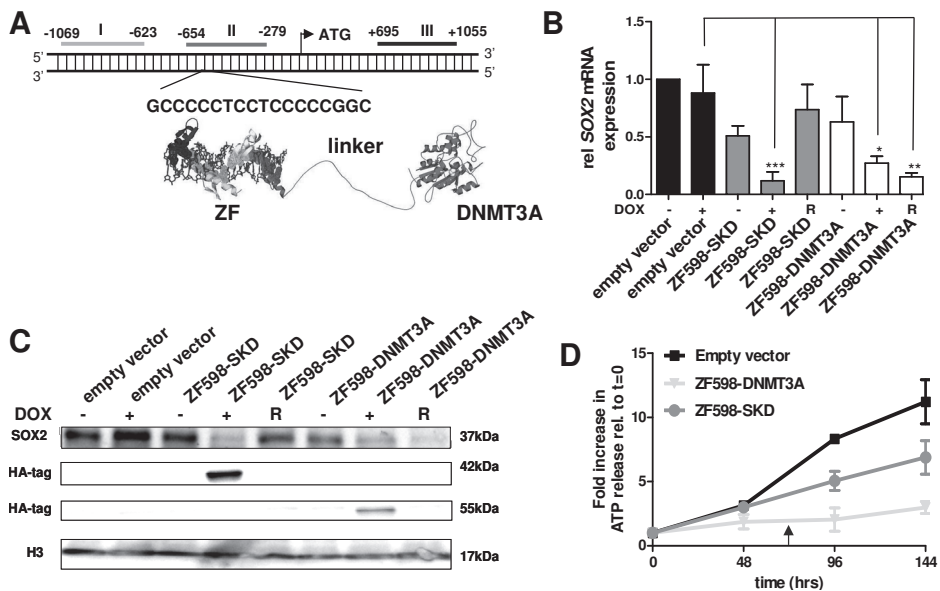 A
-1069 I -623 -654 II -279 ATG +695 III +1055
5' 3'
3' 5'
GCCCCCTCCTCCCCCGGC
linker
ZF DNMT3A
B
rel SOX2 mRNA
expression
1.5
1.0
0.5
0.0
*** * **
DOX - + - + R - + R
empty vector
empty vector
ZF598-SKD
ZF598-SKD
ZF598-SKD
ZF598-DNMT3A
ZF598-DNMT3A
ZF598-DNMT3A
C
empty vector
empty vector
ZF598-SKD
ZF598-SKD
ZF598-SKD
ZF598-DNMT3A
ZF598-DNMT3A
ZF598-DNMT3A
DOX - + - + R - + R
SOX2 37kDa
HA-tag 42kDa
HA-tag 55kDa
H3 17kDa
D
Fold increase in
ATP release rel. to t=0
15
10
5
0
Empty vector
ZF598-DNMT3A
ZF598-SKD
0 48 96 144
time (hrs)